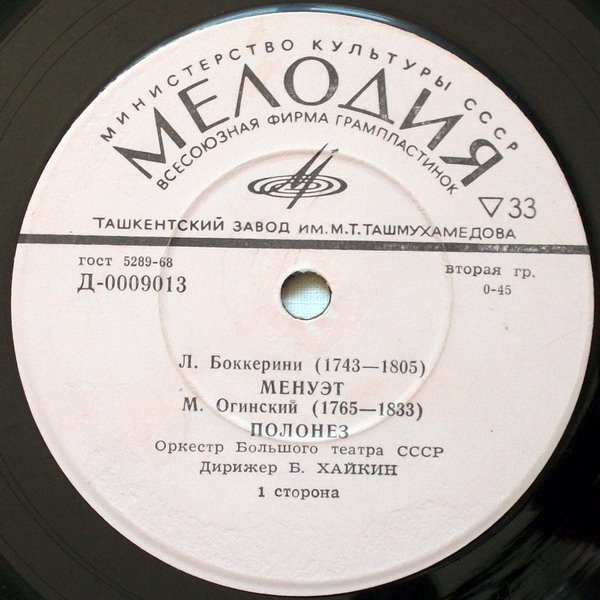 МИНИСТЕРСТВО КУЛЬТУРЫ СССР
МЕЛОДИЯ
ВСЕСОЮЗНАЯ ФИРМА ГРАМПЛАСТИНОК
▽33
ТАШКЕНТСКИЙ ЗАВОД ИМ. М.Т. ТАШМУХАМЕДОВА
гост 5289-68
Д-0009013
вторая гр.
0-45
Л. Боккерини (1743—1805)
МЕНУЭТ
М. Огинский (1765—1833)
ПОЛОНЕЗ
Оркестр Большого театра СССР
Дирижер Б. ХАЙКИН
1 сторона